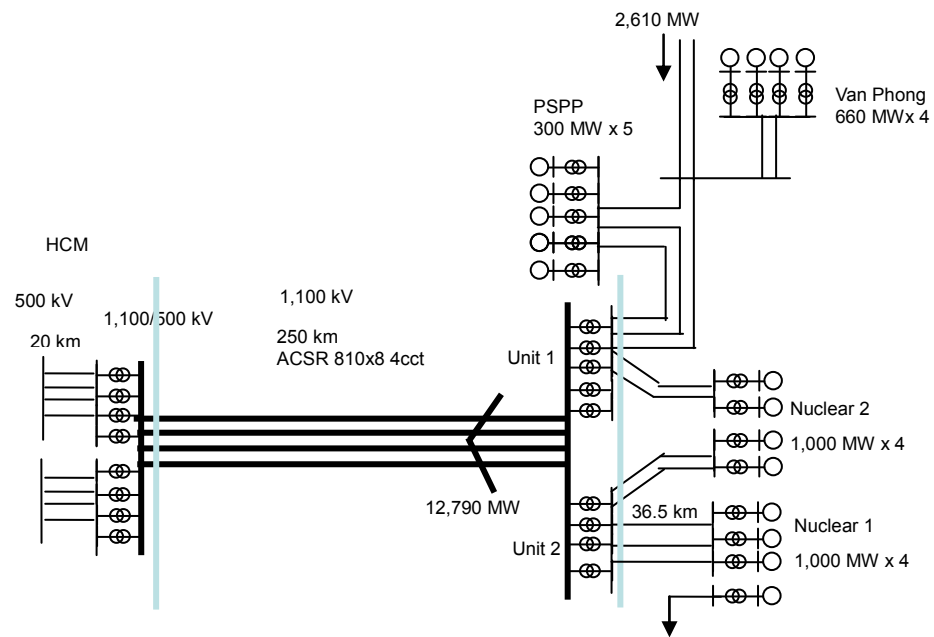 2,610 MW
Van Phong
660 MWx 4
PSPP
300 MW x 5
HCM
500 kV
1,100/500 kV
1,100 kV
20 km
250 km
ACSR 810x8 4cct
Unit 1
Nuclear 2
1,000 MW x 4
12,790 MW
36.5 km
Unit 2
Nuclear 1
1,000 MW x 4